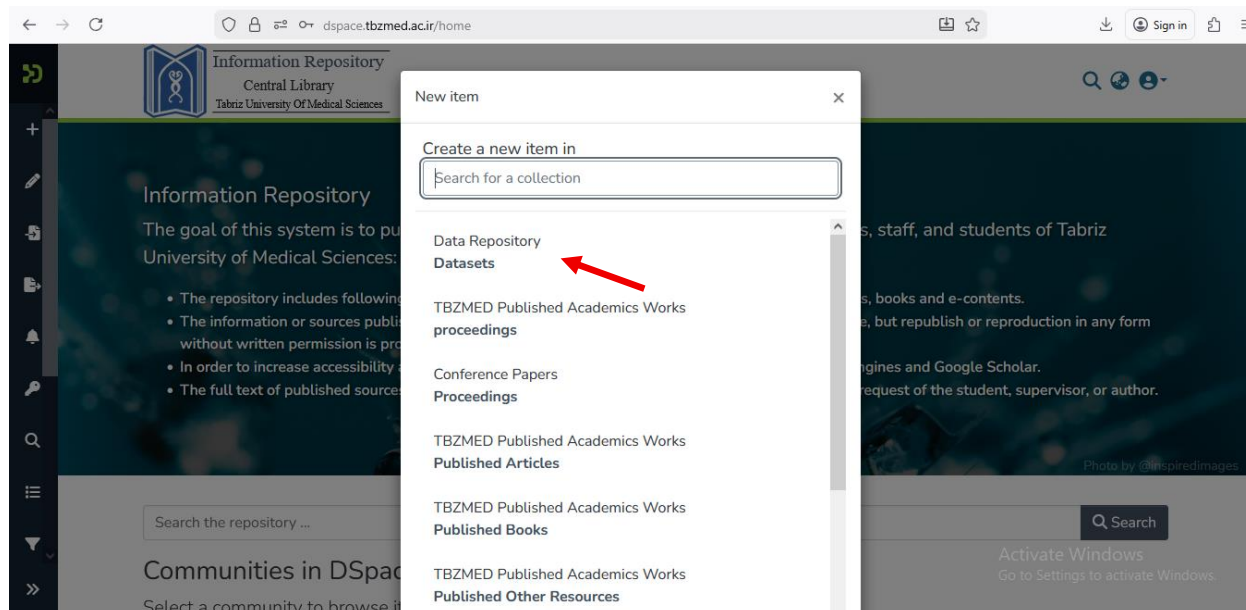 dspace.tbzmed.ac.ir/home
Sign in
Information Repository
Central Library
Tabriz University Of Medical Sciences
New item
×
Create a new item in
Search for a collection
Information Repository
The goal of this system is to pu
s, staff, and students of Tabriz
University of Medical Sciences:
Data Repository
Datasets
• The repository includes following
s, books and e-contents.
• The information or sources publi
e, but republish or reproduction in any form
without written permission is pro
• In order to increase accessibility
ngines and Google Scholar.
• The full text of published source
request of the student, supervisor, or author.
TBZMED Published Academics Works
proceedings
Conference Papers
Proceedings
TBZMED Published Academics Works
Published Articles
Photo by @inspiredimages
TBZMED Published Academics Works
Published Books
Search the repository ...
Search
TBZMED Published Academics Works
Published Other Resources
Communities in DSpac
Select a community to browse it
Activate Windows
Go to Settings to activate Windows.